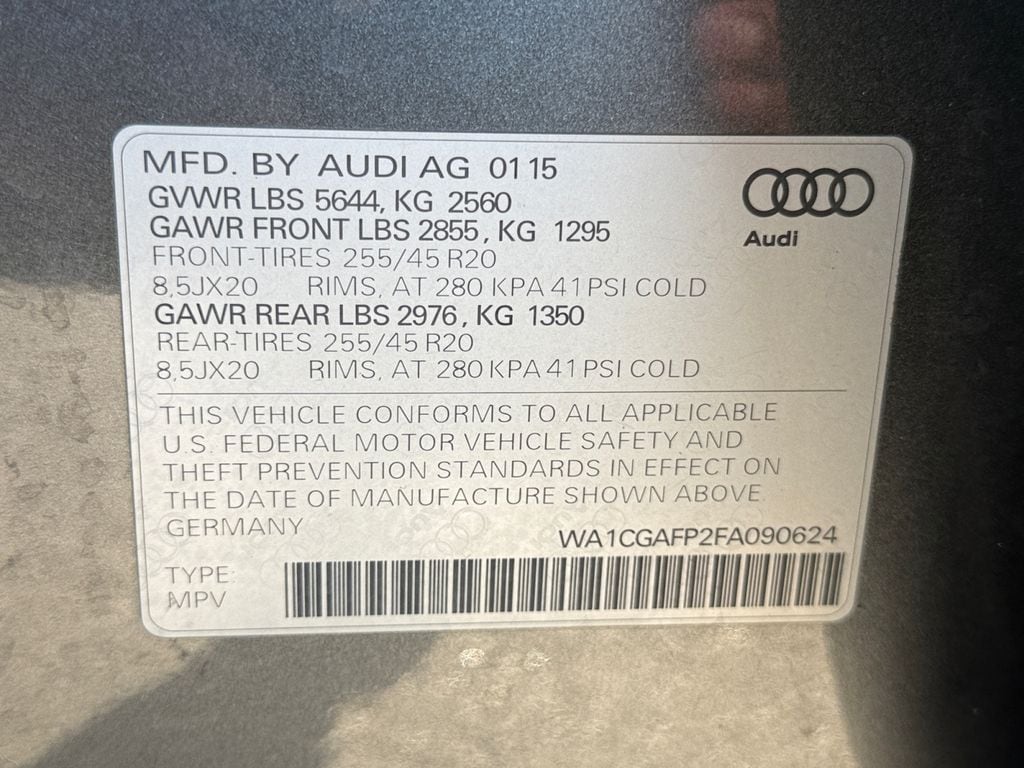 MFD. BY AUDI AG 01 15
GVWR LBS 5644, KG 2560
GAWR FRONT LBS 2855, KG 1295
FRONT-TIRES 255/45 R20
8,5JX20 RIMS, AT 280 KPA 41 PSI COLD
GAWR REAR LBS 2976, KG 1350
REAR-TIRES 255/45 R20
8,5JX20 RIMS, AT 280 KPA 41 PSI COLD
Audi
THIS VEHICLE CONFORMS TO ALL APPLICABLE
U.S. FEDERAL MOTOR VEHICLE SAFETY AND
THEFT PREVENTION STANDARDS IN EFFECT ON
THE DATE OF MANUFACTURE SHOWN ABOVE.
GERMANY
WA1CGAFP2FA090624
TYPE:
MPV